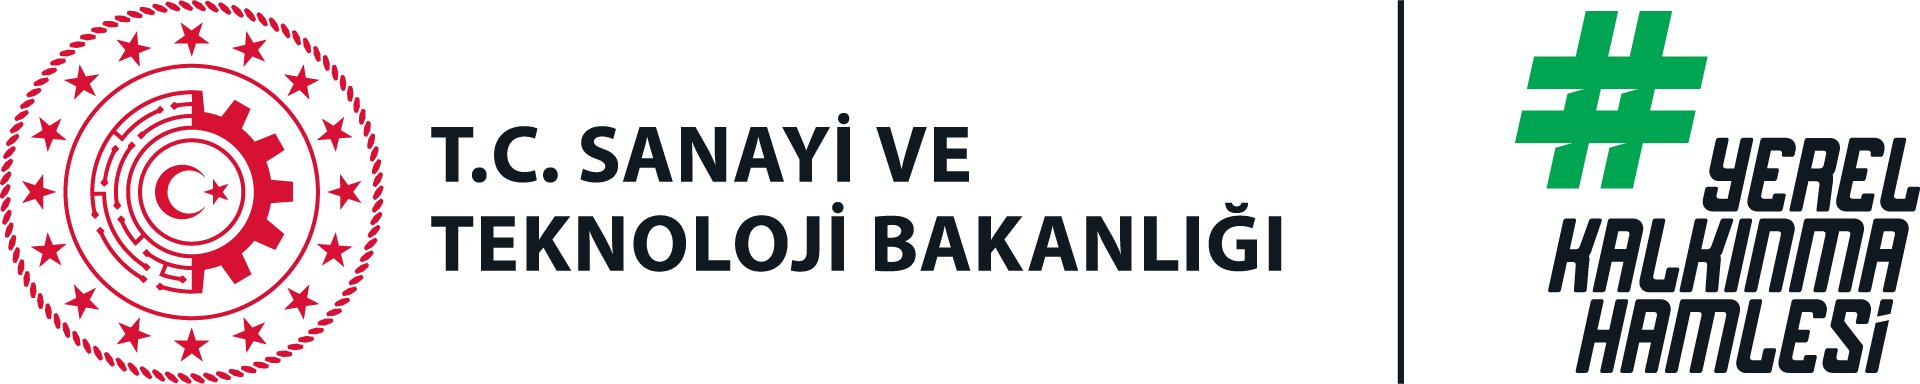 T.C. SANAYİ VE
TEKNOLOJİ BAKANLIĞI
#
YEREL
KALKINMA
HAMLESİ